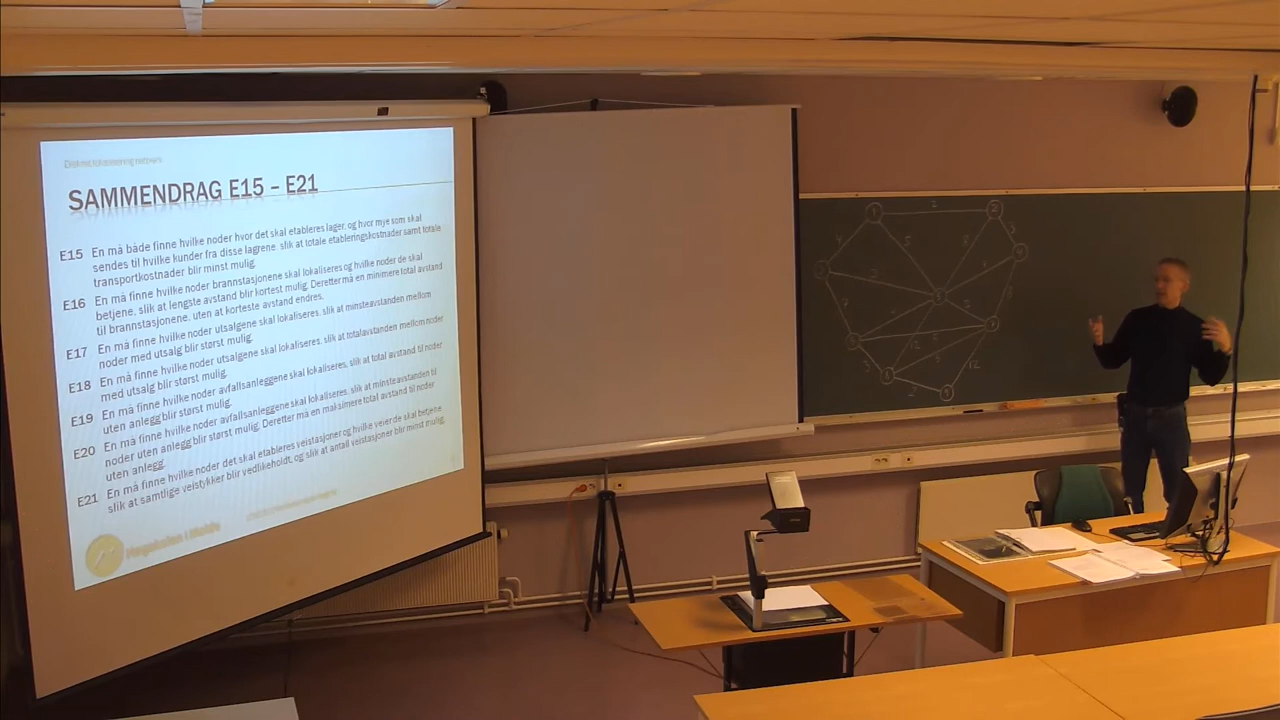 Diskret lokalisering nettverk
SAMMENDRAG E15 – E21
E15 En må både finne hvilke noder hvor det skal etableres lager, og hvor mye som skal
sendes til hvilke kunder fra disse lagrene, slik at totale etableringskostnader samt totale
transportkostnader blir minst mulig.
E16 En må finne hvilke noder brannstasjonene skal lokaliseres og hvilke noder de skal
betjene, slik at lengste avstand blir kortest mulig. Deretter må en minimere total avstand
til brannstasjonene, uten at korteste avstand endres.
E17 En må finne hvilke noder utsalgene skal lokaliseres, slik at minsteavstanden mellom
noder med utsalg blir størst mulig.
E18 En må finne hvilke noder utsalgene skal lokaliseres, slik at totalavstanden mellom noder
med utsalg blir størst mulig.
E19 En må finne hvilke noder avfallsanleggene skal lokaliseres, slik at total avstand til noder
uten anlegg blir størst mulig.
E20 En må finne hvilke noder avfallsanleggene skal lokaliseres, slik at minsteavstanden til
noder uten anlegg blir størst mulig. Deretter må en maksimere total avstand til noder
uten anlegg.
E21 En må finne hvilke noder det skal etableres veistasjoner og hvilke veier de skal betjene
slik at samtlige veistykker blir vedlikeholdt, og slik at antall veistasjoner blir minst mulig.
Høgskolen i Molde